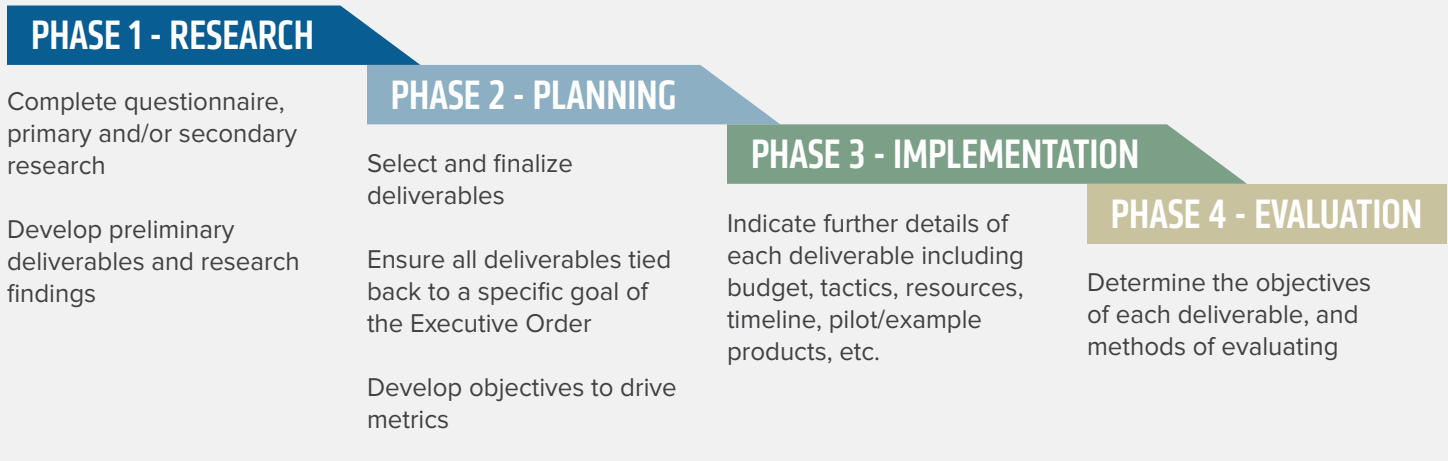 PHASE 1 - RESEARCH
Complete questionnaire,
primary and/or secondary
research
Develop preliminary
deliverables and research
findings
PHASE 2 - PLANNING
Select and finalize
deliverables
Ensure all deliverables tied
back to a specific goal of
the Executive Order
Develop objectives to drive
metrics
PHASE 3 - IMPLEMENTATION
Indicate further details of
each deliverable including
budget, tactics, resources,
timeline, pilot/example
products, etc.
PHASE 4 - EVALUATION
Determine the objectives
of each deliverable, and
methods of evaluating